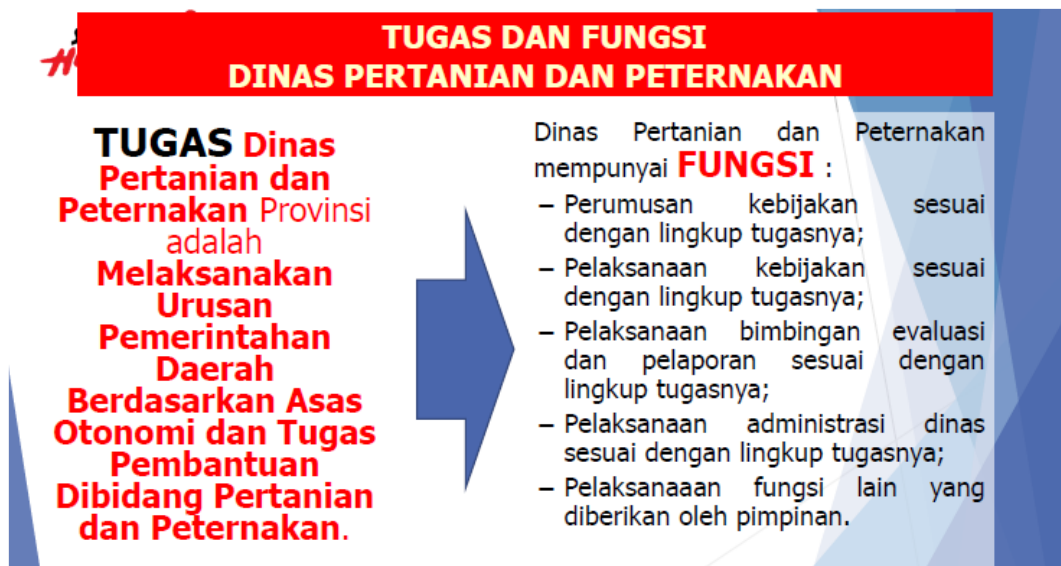 TUGAS DAN FUNGSI
DINAS PERTANIAN DAN PETERNAKAN
TUGAS Dinas
Pertanian dan
Peternakan Provinsi
adalah
Melaksanakan
Urusan
Pemerintahan
Daerah
Berdasarkan Asas
Otonomi dan Tugas
Pembantuan
Dibidang Pertanian
dan Peternakan.
Dinas Pertanian dan Peternakan
mempunyai FUNGSI :
– Perumusan kebijakan sesuai
dengan lingkup tugasnya;
– Pelaksanaan kebijakan sesuai
dengan lingkup tugasnya;
– Pelaksanaan bimbingan evaluasi
dan pelaporan sesuai dengan
lingkup tugasnya;
– Pelaksanaan administrasi dinas
sesuai dengan lingkup tugasnya;
– Pelaksanaaan fungsi lain yang
diberikan oleh pimpinan.